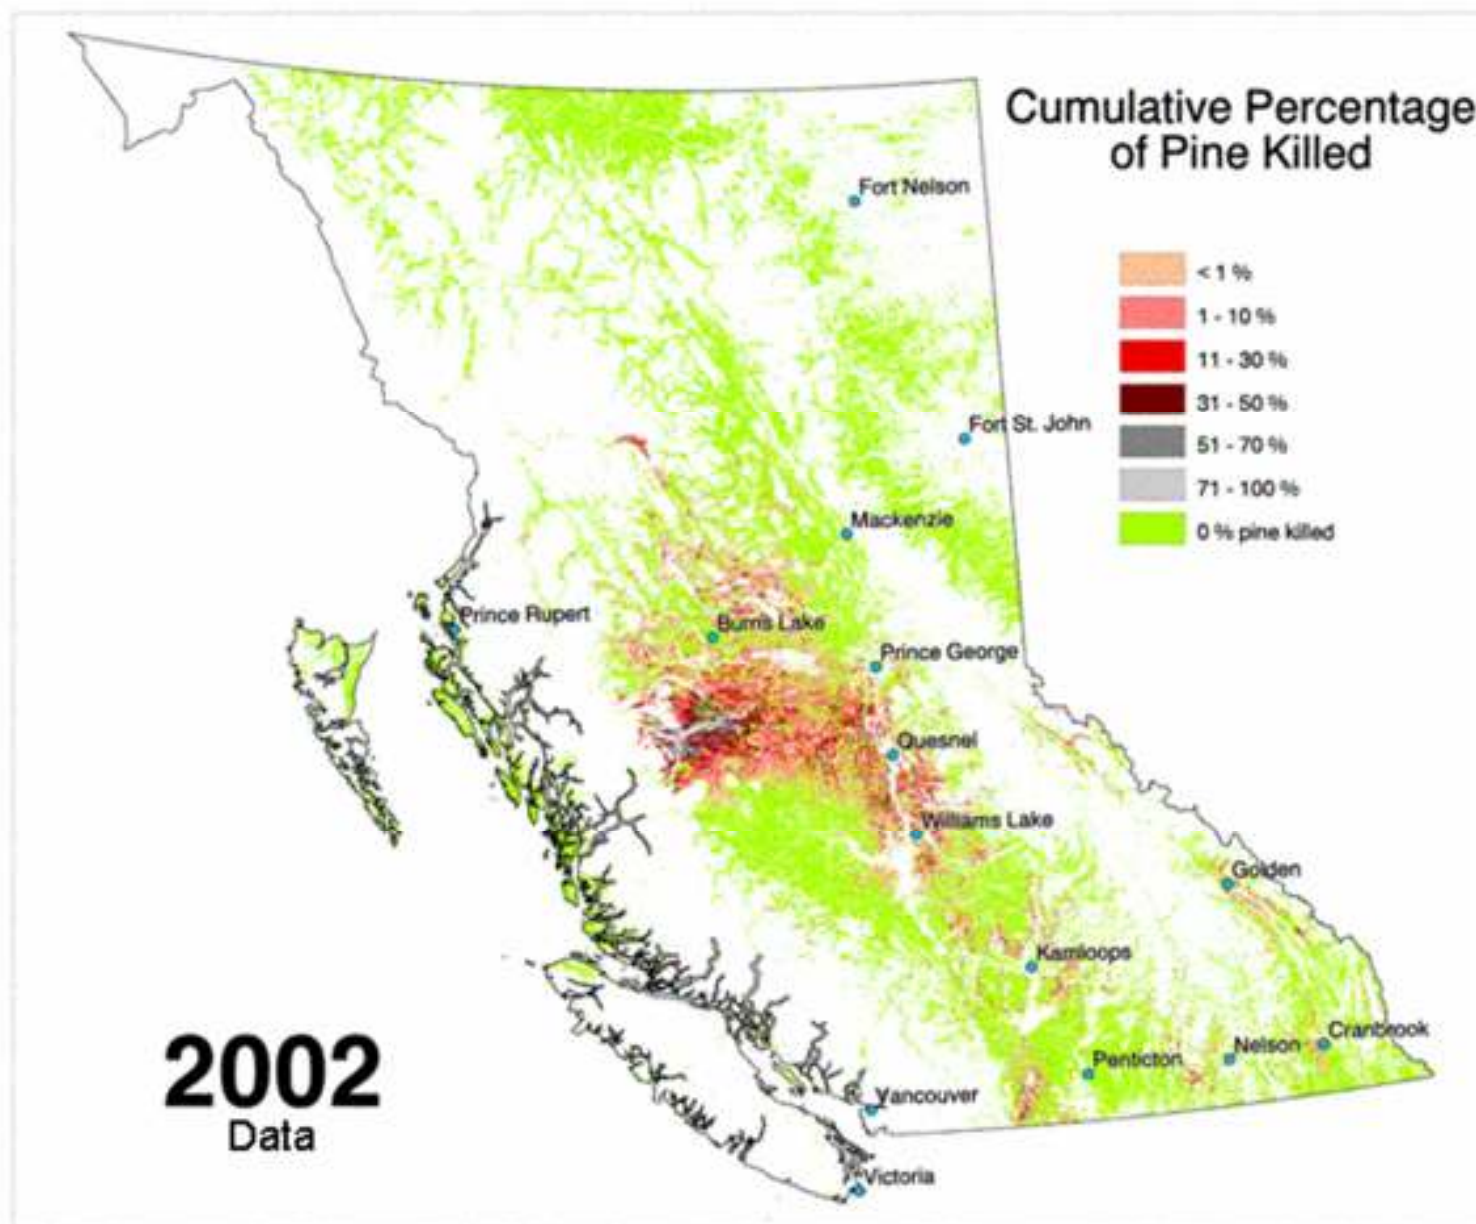 Cumulative Percentage
of Pine Killed
Fort Nelson
< 1 %
1 - 10 %
11 - 30 %
31 - 50 %
51 - 70 %
71 - 100 %
0 % pine killed
Fort St. John
Mackenzie
Prince Rupert
Burns Lake
Prince George
Quesnel
Williams Lake
Golden
Kamloops
Cranbrook
Nelson
Penticton
Vancouver
Victoria
2002
Data